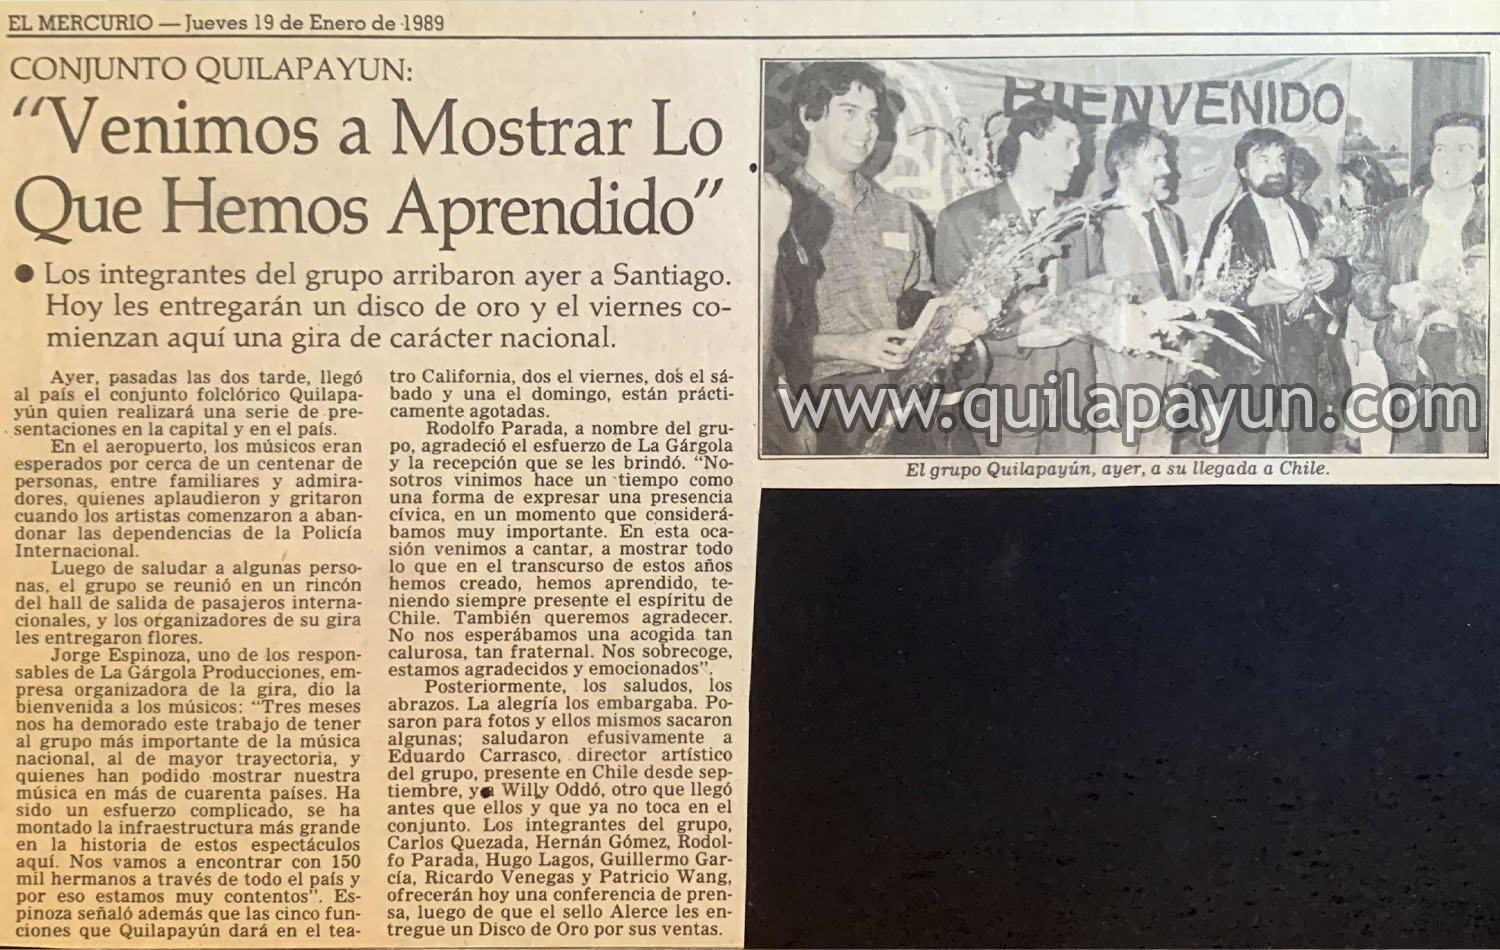 EL MERCURIO — Jueves 19 de Enero de 1989
CONJUNTO QUILAPAYUN:
“Venimos a Mostrar Lo
Que Hemos Aprendido”
● Los integrantes del grupo arribaron ayer a Santiago.
Hoy les entregarán un disco de oro y el viernes co-
mienzan aquí una gira de carácter nacional.
Ayer, pasadas las dos tarde, llegó
al país el conjunto folclórico Quilapa-
yún quien realizará una serie de pre-
sentaciones en la capital y en el país.
En el aeropuerto, los músicos eran
esperados por cerca de un centenar de
personas, entre familiares y admira-
dores, quienes aplaudieron y gritaron
cuando los artistas comenzaron a aban-
donar las dependencias de la Policía
Internacional.
Luego de saludar a algunas perso-
nas, el grupo se reunió en un rincón
del hall de salida de pasajeros interna-
cionales, y los organizadores de su gira
les entregaron flores.
Jorge Espinoza, uno de los respon-
sables de La Gárgola Producciones, em-
presa organizadora de la gira, dio la
bienvenida a los músicos: “Tres meses
nos ha demorado este trabajo de tener
al grupo más importante de la música
nacional, al de mayor trayectoria, y
quienes han podido mostrar nuestra
música en más de cuarenta países. Ha
sido un esfuerzo complicado, se ha
montado la infraestructura más grande
en la historia de estos espectáculos
aquí. Nos vamos a encontrar con 150
mil hermanos a través de todo el país y
por eso estamos muy contentos”. Es-
pinoza señaló además que las cinco fun-
ciones que Quilapayún dará en el tea-
tro California, dos el viernes, dos el sá-
bado y una el domingo, están prácti-
camente agotadas.
Rodolfo Parada, a nombre del gru-
po, agradeció el esfuerzo de La Gárgola
y la recepción que se les brindó. “No-
sotros vinimos hace un tiempo como
una forma de expresar una presencia
cívica, en un momento que considerá-
bamos muy importante. En esta oca-
sión venimos a cantar, a mostrar todo
lo que en el transcurso de estos años
hemos creado, hemos aprendido, te-
niendo siempre presente el espíritu de
Chile. También queremos agradecer.
No nos esperábamos una acogida tan
calurosa, tan fraternal. Nos sobrecoge,
estamos agradecidos y emocionados”.
Posteriormente, los saludos, los
abrazos. La alegría los embargaba. Po-
saron para fotos y ellos mismos sacaron
algunas; saludaron efusivamente a
Eduardo Carrasco, director artístico
del grupo, presente en Chile desde sep-
tiembre, y a Willy Oddó, otro que llegó
antes que ellos y que ya no toca en el
conjunto. Los integrantes del grupo,
Carlos Quezada, Hernán Gómez, Rodol-
fo Parada, Hugo Lagos, Guillermo Gar-
cía, Ricardo Venegas y Patricio Wang,
ofrecerán hoy una conferencia de pren-
sa, luego de que el sello Alerce les en-
tregue un Disco de Oro por sus ventas.
BIENVENIDO
www.quilapayun.com
El grupo Quilapayún, ayer, a su llegada a Chile.